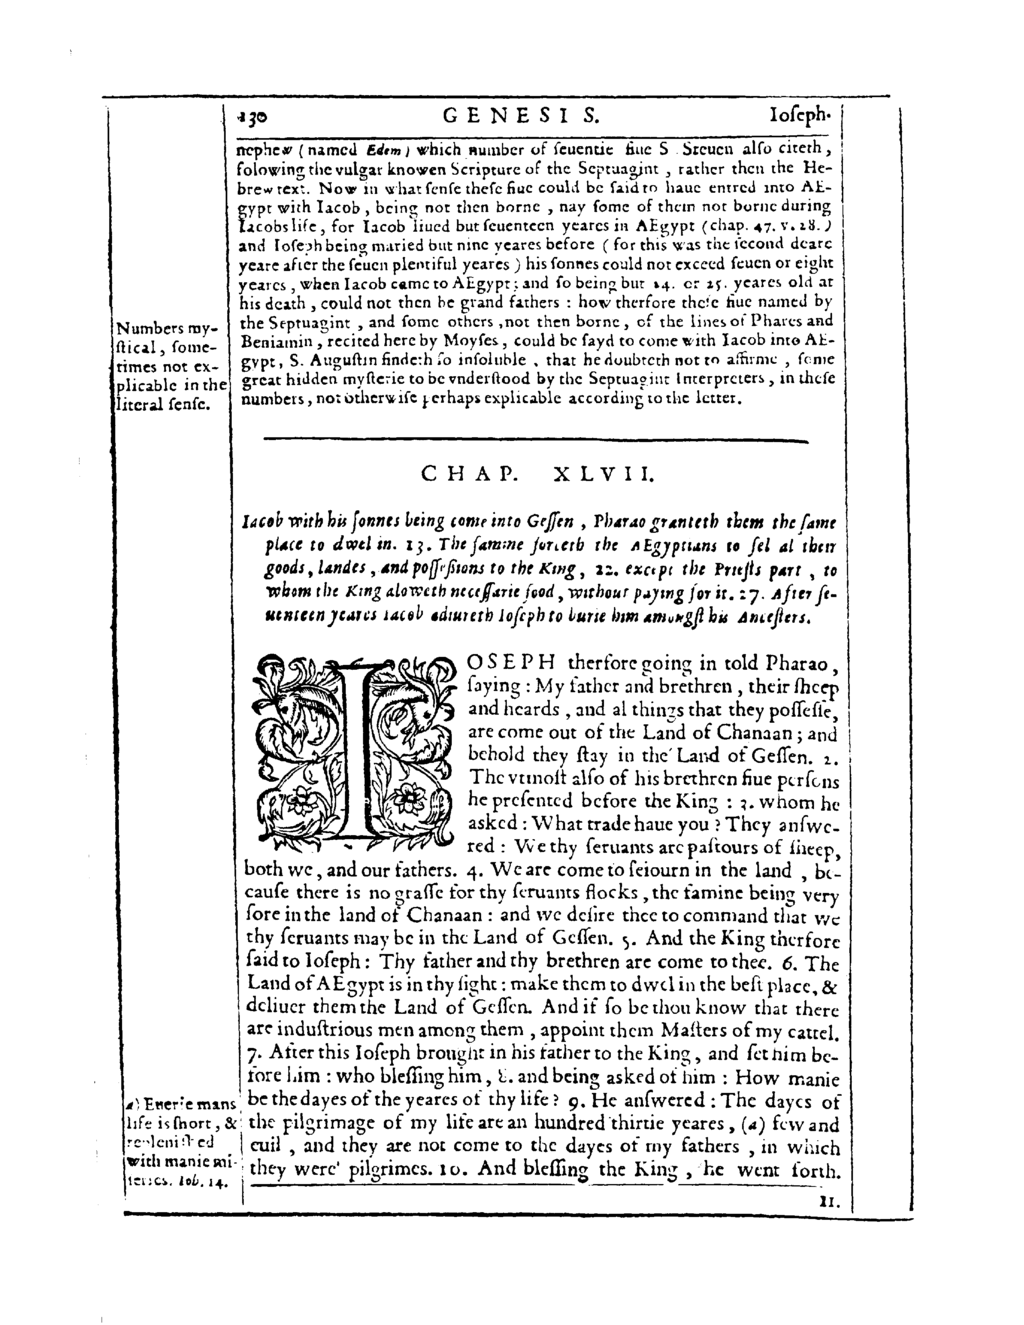 130 GENESIS. Ioſeph.
nephew (named Edem) which number of ſeuentie fiue S. Steuen alſo citeth,
folowing the vulgar knowen Scripture of the Septuagint, rather then the He-
brew text. Now in what ſenſe theſe fiue could be ſaid to haue entred into AE-
gypt with Iacob, being not then borne, nay ſome of them not borne during
Iacobs life, for Iacob liued but ſeuenteen yeares in AEgypt (chap. 47. v. 28.)
and Ioſeph being maried but nine yeares before (for this was the ſecond deare
yeare after the ſeuen plentiful yeares) his ſonnes could not exceed ſeuen or eight
yeares, when Iacob came to AEgypt; and ſo being but 24. or 25. yeares old at
his death, could not then be grand fathers: how therfore theſe fiue named by
the Septuagint, and ſome others, not then borne, of the lines of Phares and
Beniamin, recited here by Moyſes, could be ſayd to come with Iacob into AE-
gypt, S. Auguſtin findeth ſo inſoluble, that he doubteth not to affirme, ſome
great hidden myſterie to be vnderſtood by the Septuagint Interpreters, in theſe
numbers, not otherwiſe perhaps explicable according to the letter.
Numbers my-
ſtical, ſome-
times not ex-
plicable in the
literal ſenſe.
CHAP. XLVII.
Iacob with his ſonnes being come into Geſſen, Pharao granteth them the ſame
place to dwel in. 13. The famine forceth the AEgyptians to ſel al their
goods, landes, and poſſeſsions to the King, 22. except the Prieſts part, to
whom the King aloweth neceſſarie food, without paying for it. 27. After ſe-
uenteen yeares Iacob adiureth Ioſeph to burie him amongſt his Anceſters.
IOSEPH therfore going in told Pharao,
ſaying: My father and brethren, their ſheep
and heards, and al things that they poſſeſſe,
are come out of the Land of Chanaan; and
behold they ſtay in the Land of Geſſen. 2.
The vtmoſt alſo of his brethren fiue perſons
he preſented before the King: 3. whom he
asked: What trade haue you? They anſwe-
red: We thy ſeruants are paſtours of ſheep,
both we, and our fathers. 4. We are come to ſeiourn in the land, be-
cauſe there is no graſſe for thy ſeruants flocks, the famine being very
ſore in the land of Chanaan: and we deſire thee to command that we
thy ſeruants may be in the Land of Geſſen. 5. And the King therfore
ſaid to Ioſeph: Thy father and thy brethren are come to thee. 6. The
Land of AEgypt is in thy ſight: make them to dwel in the beſt place, &
deliuer them the Land of Geſſen. And if ſo be thou know that there
are induſtrious men among them, appoint them Maſters of my cattel.
7. After this Ioſeph brought in his father to the King, and ſet him be-
fore him: who bleſſing him, 8. and being asked of him: How manie
be the dayes of the yeares of thy life? 9. He anſwered: The dayes of
the pilgrimage of my life are an hundred thirtie yeares, (a) few and
euil, and they are not come to the dayes of my fathers, in which
they were pilgrimes. 10. And bleſſing the King, he went forth.
a) Euerie mans
life is ſhort, &
repleniſhed
with manie mi-
ſeries. Iob. 14.
11.